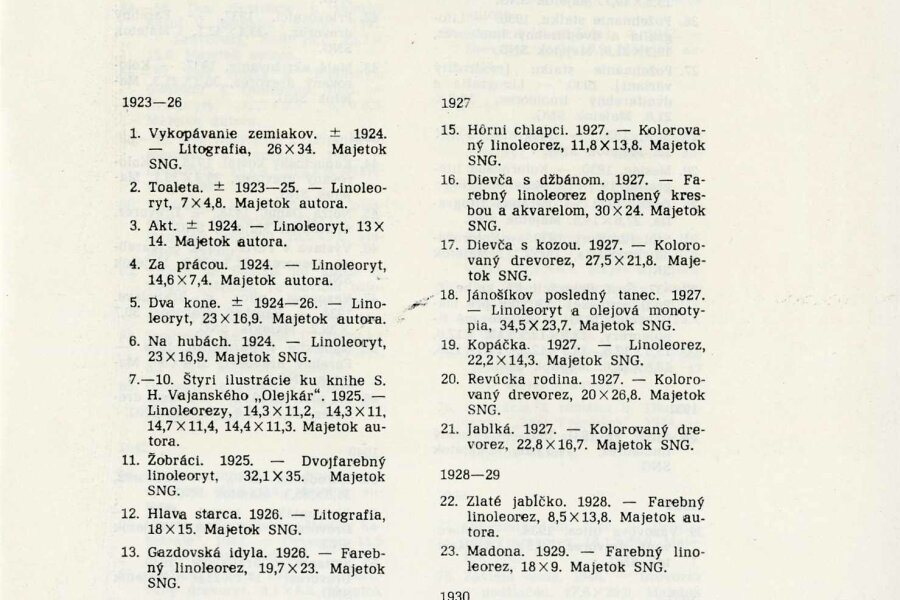 1923—26
1. Vykopávanie zemiakov. ± 1924.
— Litografia, 26×34. Majetok
SNG.
2. Toaleta. ± 1923—25. — Linoleo-
ryt, 7×4,8. Majetok autora.
3. Akt. ± 1924. — Linoleoryt, 13×
14. Majetok autora.
4. Za prácou. 1924. — Linoleoryt,
14,6×7,4. Majetok autora.
5. Dva kone. ± 1924—26. — Lino-
leoryt, 23×16,9. Majetok autora.
6. Na hubách. 1924. — Linoleoryt,
23×16,9. Majetok SNG.
7.—10. Štyri ilustrácie ku knihe S.
H. Vajanského „Olejkár“. 1925. —
Linoleorezy, 14,3×11,2, 14,3×11,
14,7×11,4, 14,4×11,3. Majetok au-
tora.
11. Žobráci. 1925. — Dvojfarebný
linoleoryt, 32,1×35. Majetok
SNG.
12. Hlava starca. 1926. — Litografia,
18×15. Majetok SNG.
13. Gazdovská idyla. 1926. — Fareb-
ný linoleorez, 19,7×23. Majetok
SNG.
1927
15. Hôrni chlapci. 1927. — Kolorova-
ný linoleorez, 11,8×13,8. Majetok
SNG.
16. Dievča s džbánom. 1927. — Fa-
rebný linoleorez doplnený kres-
bou a akvarelom, 30×24. Majetok
SNG.
17. Dievča s kozou. 1927. — Koloro-
vaný drevorez, 27,5×21,8. Maje-
tok SNG.
18. Jánošíkov posledný tanec. 1927.
— Linoleoryt a olejová monoty-
pia, 34,5×23,7. Majetok SNG.
19. Kopáčka. 1927. — Linoleorez,
22,2×14,3. Majetok SNG.
20. Revúcka rodina. 1927. — Koloro-
vaný drevorez, 20×26,8. Majetok
SNG.
21. Jablká. 1927. — Kolorovaný dre-
vorez, 22,8×16,7. Majetok SNG.
1928—29
22. Zlaté jabĺčko. 1928. — Farebný
linoleorez, 8,5×13,8. Majetok au-
tora.
23. Madona. 1929. — Farebný lino-
leorez, 18×9. Majetok SNG.
1930